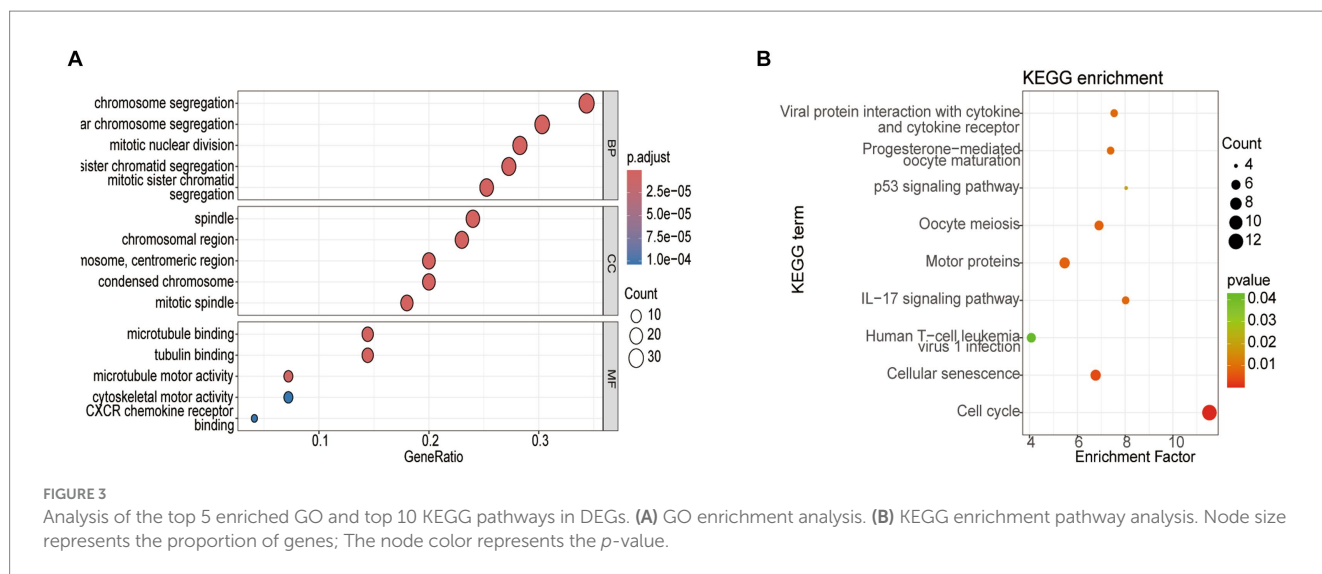 A
chromosome segregation
ar chromosome segregation
mitotic nuclear division
sister chromatid segregation
mitotic sister chromatid
segregation
BP
spindle
chromosomal region
nosome, centromeric region
condensed chromosome
mitotic spindle
CC
microtubule binding
tubulin binding
microtubule motor activity
cytoskeletal motor activity
CXCR chemokine receptor
binding
MF
0.1 0.2 0.3
GeneRatio
p.adjust
2.5e−05
5.0e−05
7.5e−05
1.0e−04
Count
10
20
30
B
KEGG enrichment
KEGG term
Viral protein interaction with cytokine
and cytokine receptor
Progesterone−mediated
oocyte maturation
p53 signaling pathway
Oocyte meiosis
Motor proteins
IL−17 signaling pathway
Human T−cell leukemia
virus 1 infection
Cellular senescence
Cell cycle
4 6 8 10
Enrichment Factor
Count
4
6
8
10
12
pvalue
0.04
0.03
0.02
0.01
FIGURE 3
Analysis of the top 5 enriched GO and top 10 KEGG pathways in DEGs. (A) GO enrichment analysis. (B) KEGG enrichment pathway analysis. Node size
represents the proportion of genes; The node color represents the p-value.